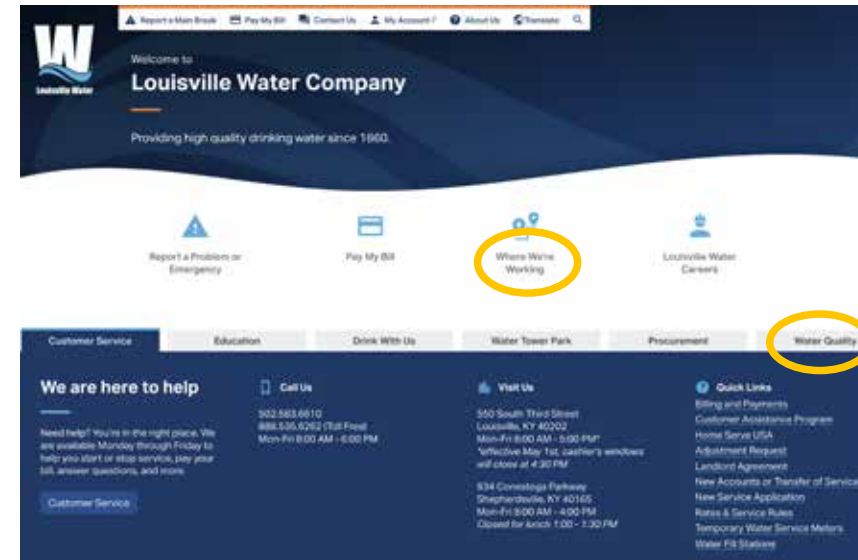 Report a Main Break Pay My Bill Contact Us My Account About Us Translate
Louisville Water
Welcome to
Louisville Water Company
Providing high quality drinking water since 1860.
Report a Problem or
Emergency
Pay My Bill
Where We're
Working
Louisville Water
Careers
Customer Service Education Drink With Us Water Tower Park Procurement Water Quality
We are here to help
Need help? You're in the right place. We
are available Monday through Friday to
help you start or stop service, pay your
bill, answer questions, and more.
Customer Service
Call Us
502.583.6610
888.535.6262 (Toll Free)
Mon-Fri 8:00 AM - 6:00 PM
Visit Us
550 South Third Street
Louisville, KY 40202
Mon-Fri 8:00 AM - 5:00 PM*
*effective May 1st, cashier's windows
will close at 4:30 PM
634 Conestoga Parkway
Shepherdsville, KY 40165
Mon-Fri 8:00 AM - 4:00 PM
Closed for lunch 1:00 - 1:30 PM
Quick Links
Billing and Payments
Customer Assistance Program
Home Serve USA
Adjustment Request
Landlord Agreement
New Accounts or Transfer of Service
New Service Application
Rates & Service Rules
Temporary Water Service Meters
Water Fill Stations